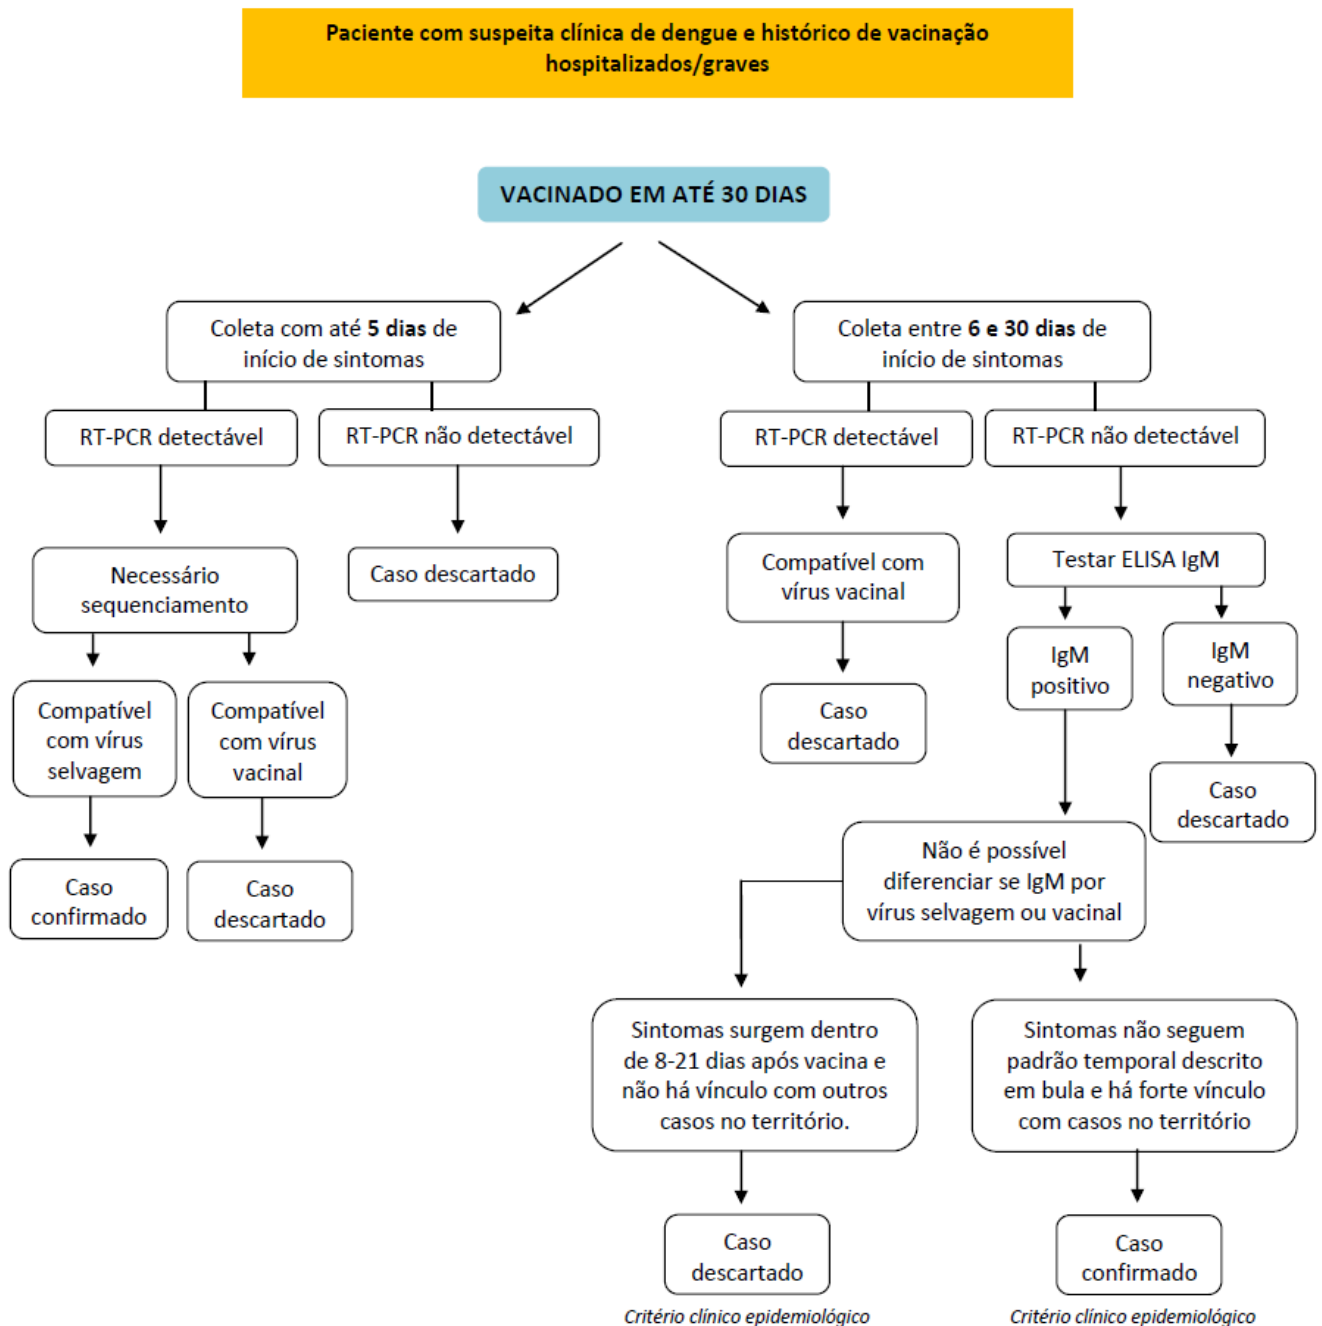 Paciente com suspeita clínica de dengue e histórico de vacinação
hospitalizados/graves
VACINADO EM ATÉ 30 DIAS
Coleta com até 5 dias de
início de sintomas
RT-PCR detectável
RT-PCR não detectável
Necessário
sequenciamento
Caso descartado
Compatível
com vírus
selvagem
Compatível
com vírus
vacinal
Caso
confirmado
Caso
descartado
Coleta entre 6 e 30 dias de
início de sintomas
RT-PCR detectável
RT-PCR não detectável
Compatível com
vírus vacinal
Caso
descartado
Testar ELISA IgM
IgM
positivo
IgM
negativo
Caso
descartado
Não é possível
diferenciar se IgM por
vírus selvagem ou vacinal
Sintomas surgem dentro
de 8-21 dias após vacina e
não há vínculo com outros
casos no território.
Caso
descartado
Critério clínico epidemiológico
Sintomas não seguem
padrão temporal descrito
em bula e há forte vínculo
com casos no território
Caso
confirmado
Critério clínico epidemiológico